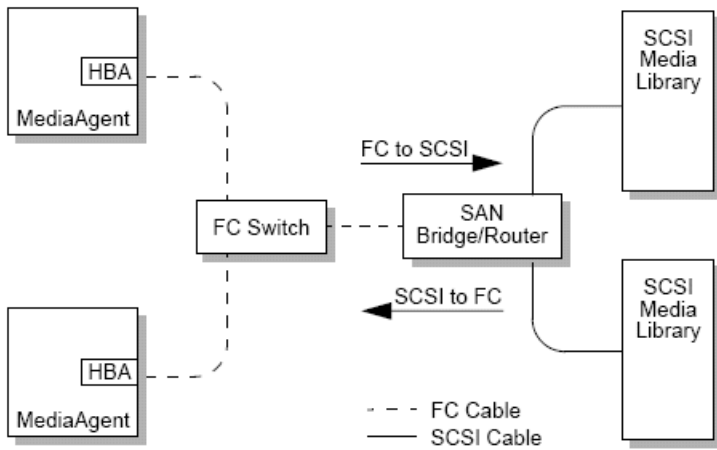 HBA
MediaAgent
SCSI
Media
Library
FC to SCSI
FC Switch
SAN
Bridge/Router
SCSI to FC
SCSI
Media
Library
HBA
MediaAgent
FC Cable
SCSI Cable